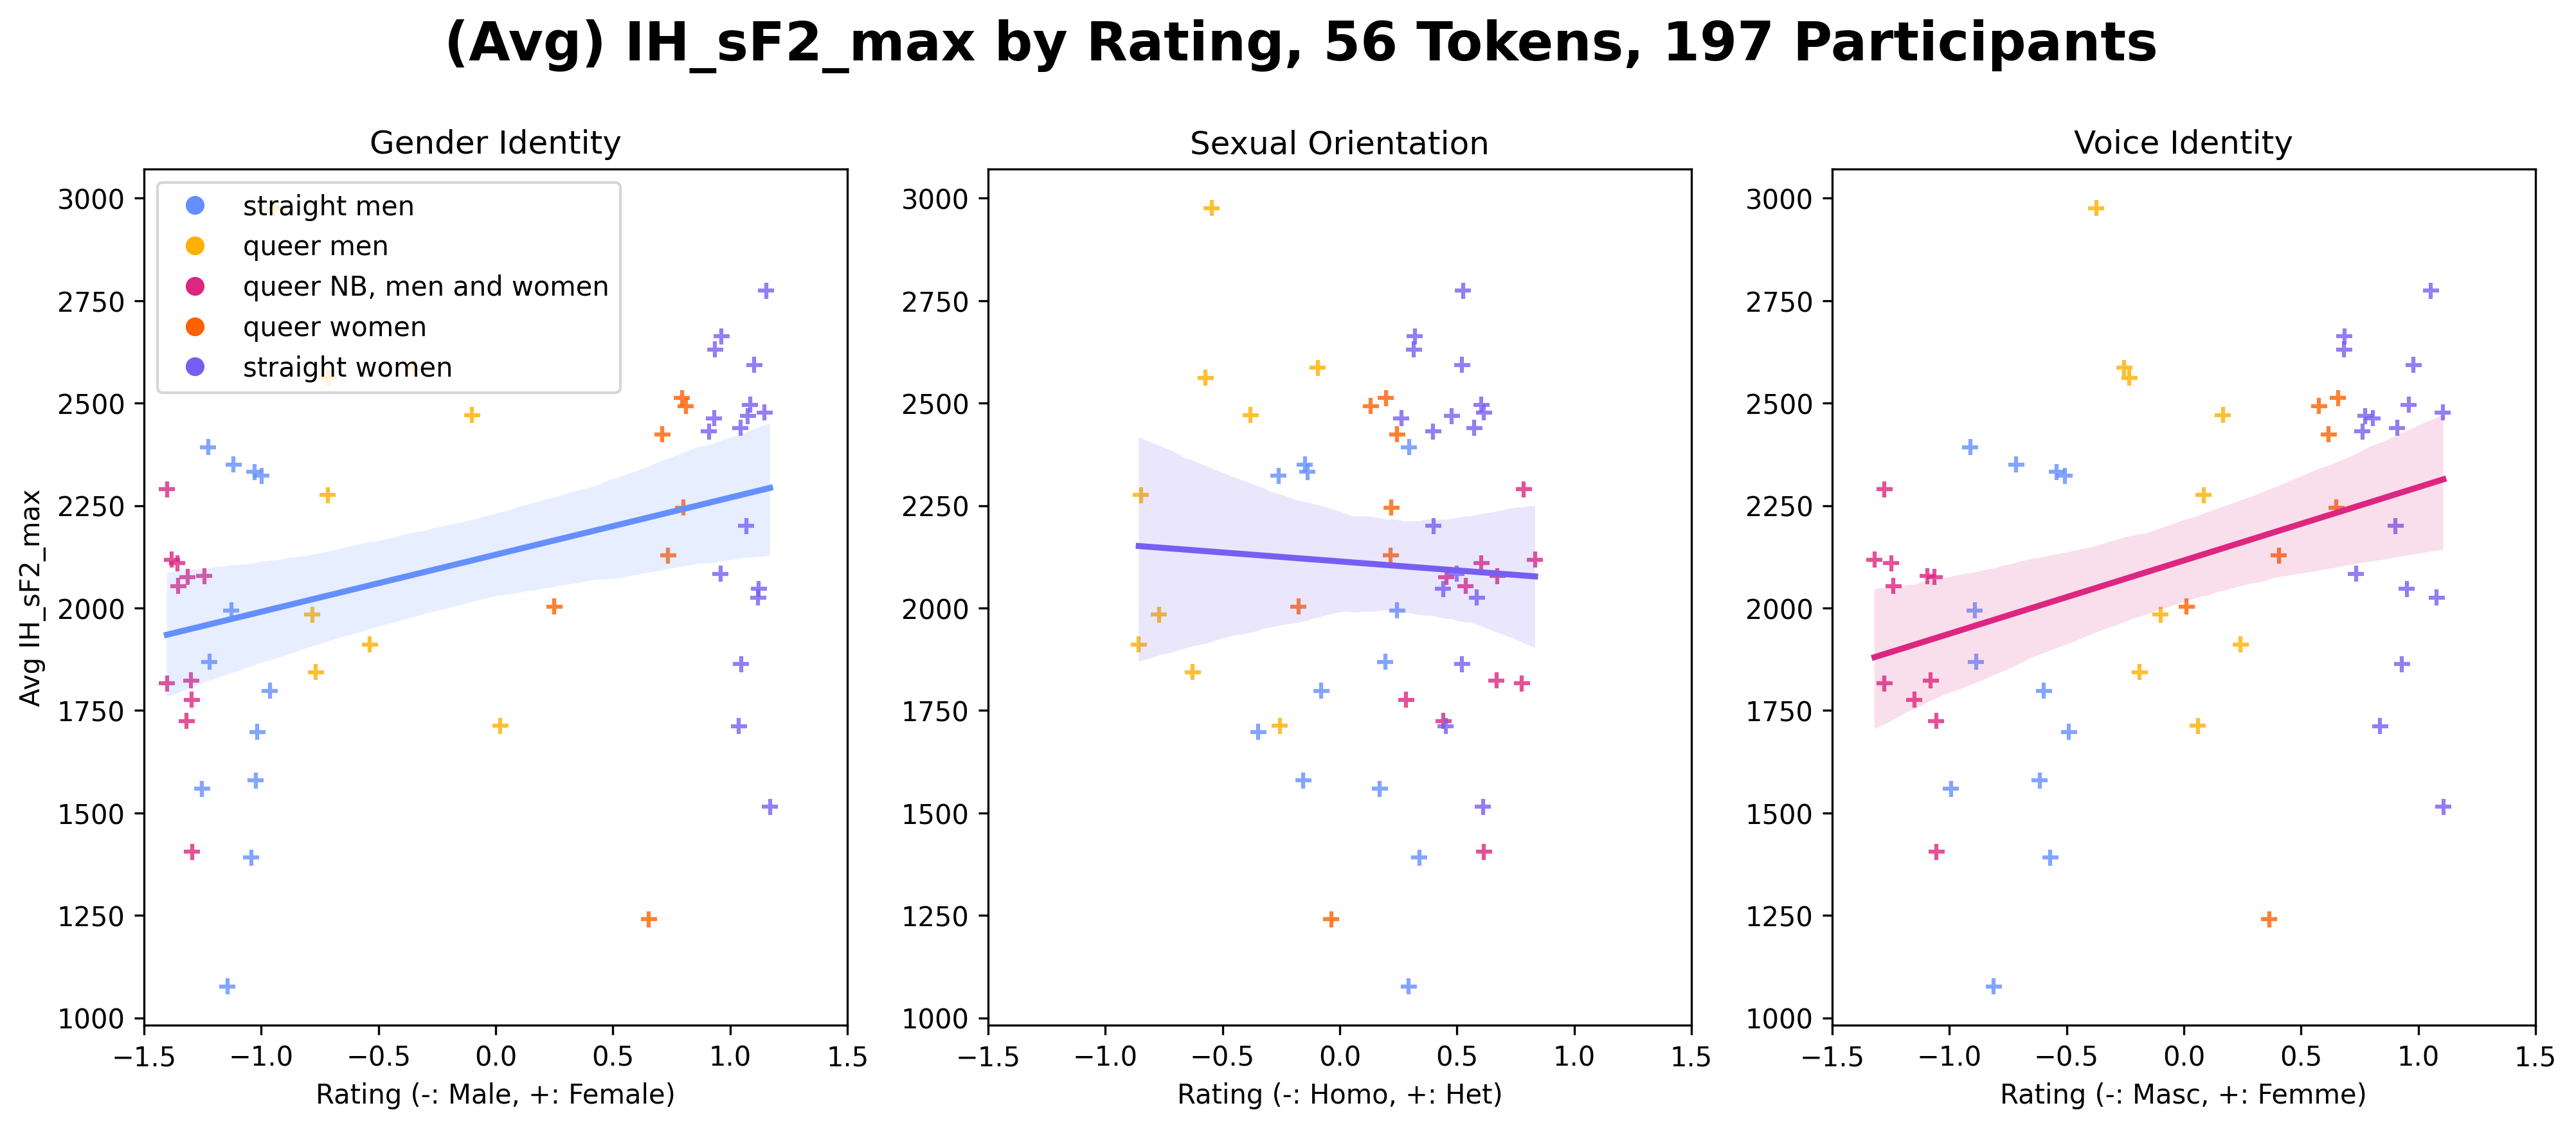 (Avg) IH_sF2_max by Rating, 56 Tokens, 197 Participants
Gender Identity
3000
2750
2500
2250
2000
1750
1500
1250
1000
Avg IH_sF2_max
straight men
queer men
queer NB, men and women
queer women
straight women
−1.5 −1.0 −0.5 0.0 0.5 1.0 1.5
Rating (-: Male, +: Female)
Sexual Orientation
3000
2750
2500
2250
2000
1750
1500
1250
1000
−1.5 −1.0 −0.5 0.0 0.5 1.0 1.5
Rating (-: Homo, +: Het)
Voice Identity
3000
2750
2500
2250
2000
1750
1500
1250
1000
−1.5 −1.0 −0.5 0.0 0.5 1.0 1.5
Rating (-: Masc, +: Femme)